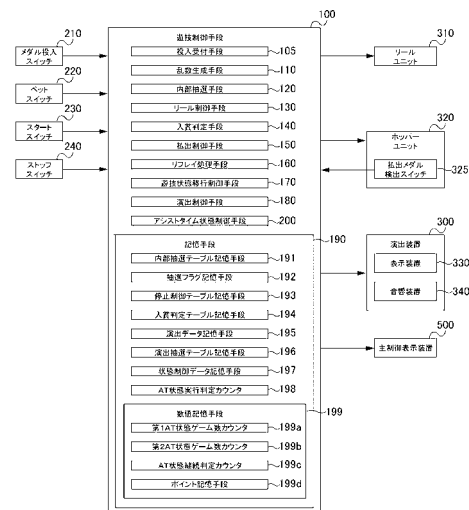 100
遊技制御手段
210
メダル投入
スイッチ
220
ベット
スイッチ
230
スタート
スイッチ
240
ストップ
スイッチ
投入受付手段 105
乱数生成手段 110
内部抽選手段 120
リール制御手段 130
入賞判定手段 140
払出制御手段 150
リプレイ処理手段 160
遊技状態移行制御手段 170
演出制御手段 180
アシストタイム状態制御手段 200
190
記憶手段
内部抽選テーブル記憶手段 191
抽選フラグ記憶手段 192
停止制御テーブル記憶手段 193
入賞判定テーブル記憶手段 194
演出データ記憶手段 195
演出抽選テーブル記憶手段 196
状態制御データ記憶手段 197
AT状態実行判定カウンタ 198
199
数値記憶手段
第1AT状態ゲーム数カウンタ 199a
第2AT状態ゲーム数カウンタ 199b
AT状態継続判定カウンタ 199c
ポイント記憶手段 199d
310
リール
ユニット
320
ホッパー
ユニット
払出メダル
検出スイッチ 325
300
演出装置
表示装置 330
音響装置 340
500
主制御表示装置